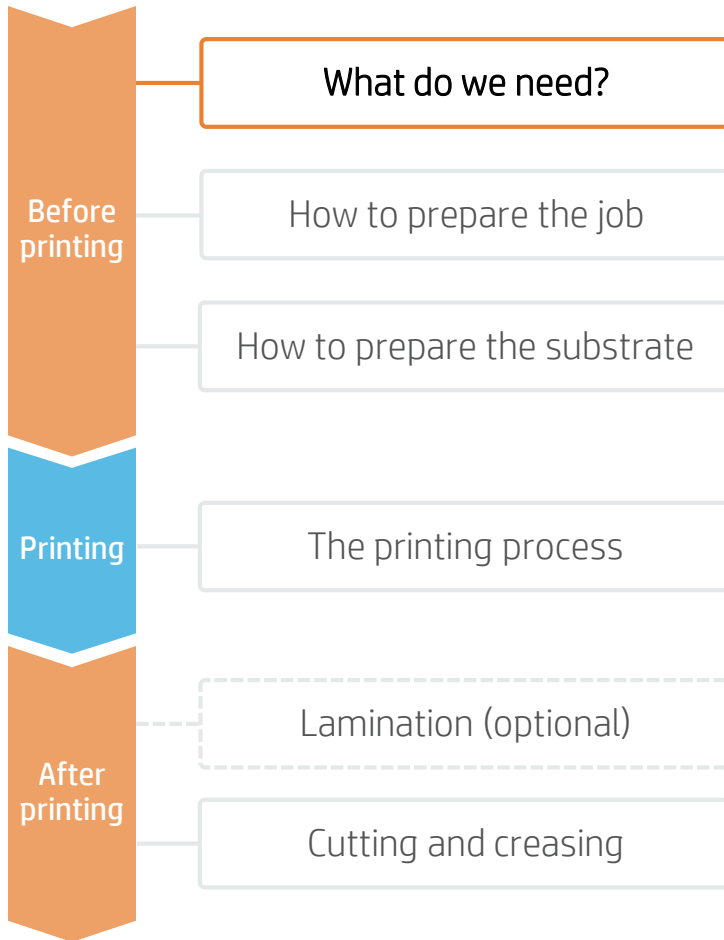 What do we need?
Before
printing
How to prepare the job
How to prepare the substrate
Printing
The printing process
Lamination (optional)
After
printing
Cutting and creasing